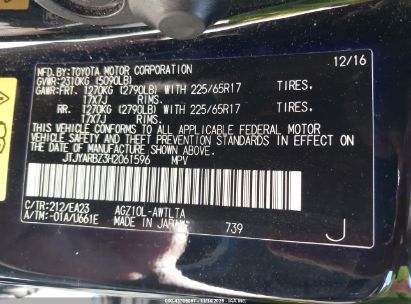 12/16
MFD.BY:TOYOTA MOTOR CORPORATION
GVWR:2310KG (5090LB)
GAWR:FRT. 1270KG (2790LB) WITH 225/65R17 TIRES.
17X7J RIMS.
RR. 1270KG (2790LB) WITH 225/65R17 TIRES.
17X7J RIMS.
THIS VEHICLE CONFORMS TO ALL APPLICABLE FEDERAL MOTOR
VEHICLE SAFETY AND THEFT PREVENTION STANDARDS IN EFFECT ON
THE DATE OF MANUFACTURE SHOWN ABOVE.
JTJYARBZ3H2061596 MPV
C/TR:212/EA23 AGZ10L-AWTLTA
A/TM:-01A/U661E MADE IN JAPAN 739 J